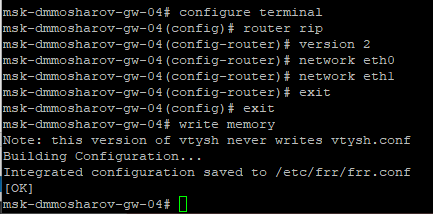 msk-dmmosharov-gw-04# configure terminal
msk-dmmosharov-gw-04(config)# router rip
msk-dmmosharov-gw-04(config-router)# version 2
msk-dmmosharov-gw-04(config-router)# network eth0
msk-dmmosharov-gw-04(config-router)# network eth1
msk-dmmosharov-gw-04(config-router)# exit
msk-dmmosharov-gw-04(config)# exit
msk-dmmosharov-gw-04# write memory
Note: this version of vtysh never writes vtysh.conf
Building Configuration...
Integrated configuration saved to /etc/frr/frr.conf
[OK]
msk-dmmosharov-gw-04#